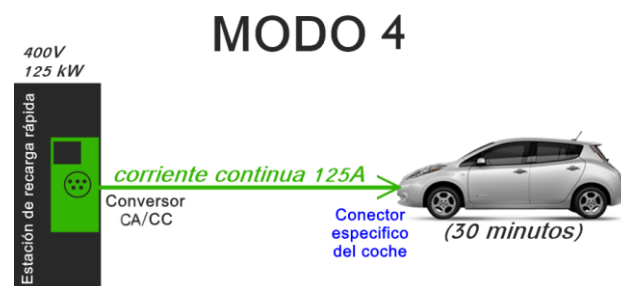 MODO 4
400V
125 kW
Estación de recarga rápida
corriente continua 125A
Conversor
CA/CC
Conector
especifico
del coche
(30 minutos)